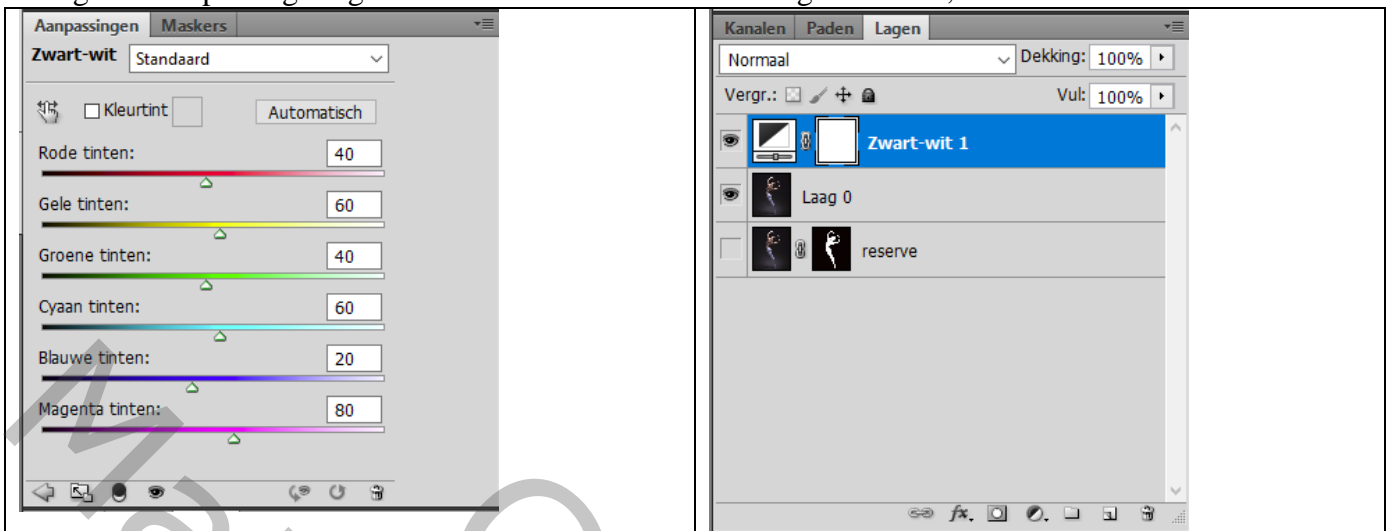 Aanpassingen Maskers
Zwart-wit Standaard
Kleurtint Automatisch
Rode tinten: 40
Gele tinten: 60
Groene tinten: 40
Cyaan tinten: 60
Blauwe tinten: 20
Magenta tinten: 80
Kanalen Paden Lagen
Normaal Dekking: 100%
Vergr.: Vul: 100%
Zwart-wit 1
Laag 0
reserve
fx.